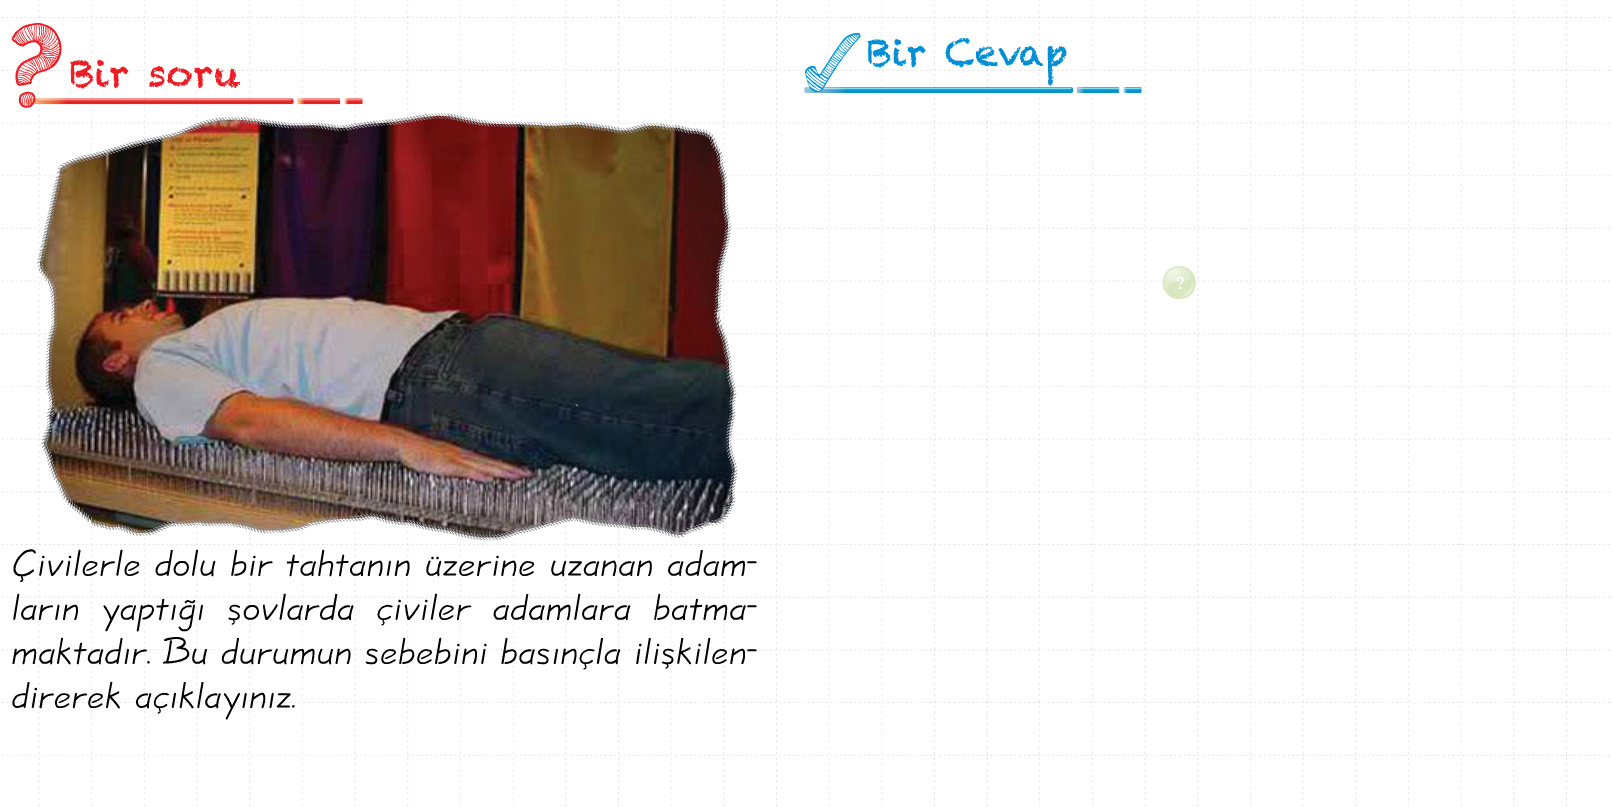 Bir soru
Çivilerle dolu bir tahtanın üzerine uzanan adam-
ların yaptığı şovlarda çiviler adamlara batma-
maktadır. Bu durumun sebebini basınçla ilişkilen-
direrek açıklayınız.
Bir Cevap
?